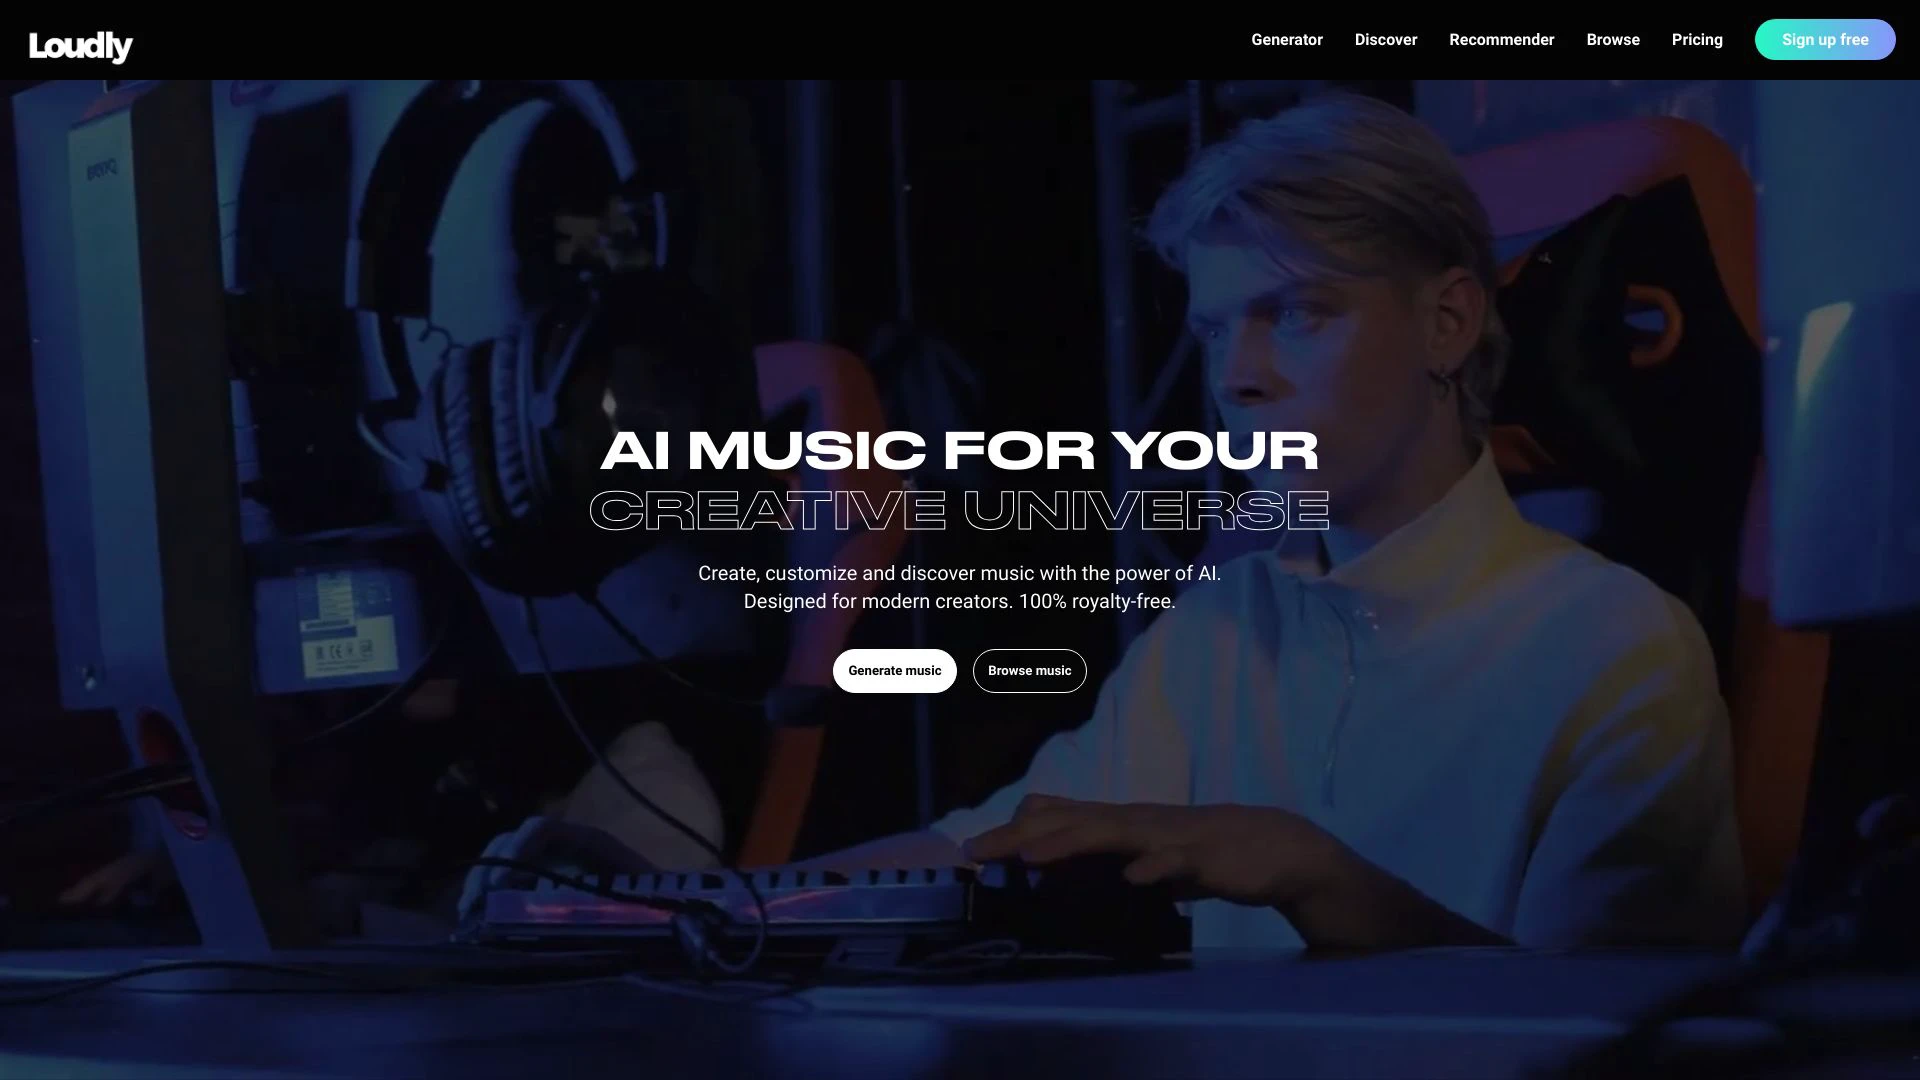 Loudly
Generator
Discover
Recommender
Browse
Pricing
Sign up free
AI MUSIC FOR YOUR
CREATIVE UNIVERSE
Create, customize and discover music with the power of AI.
Designed for modern creators. 100% royalty-free.
Generate music
Browse music